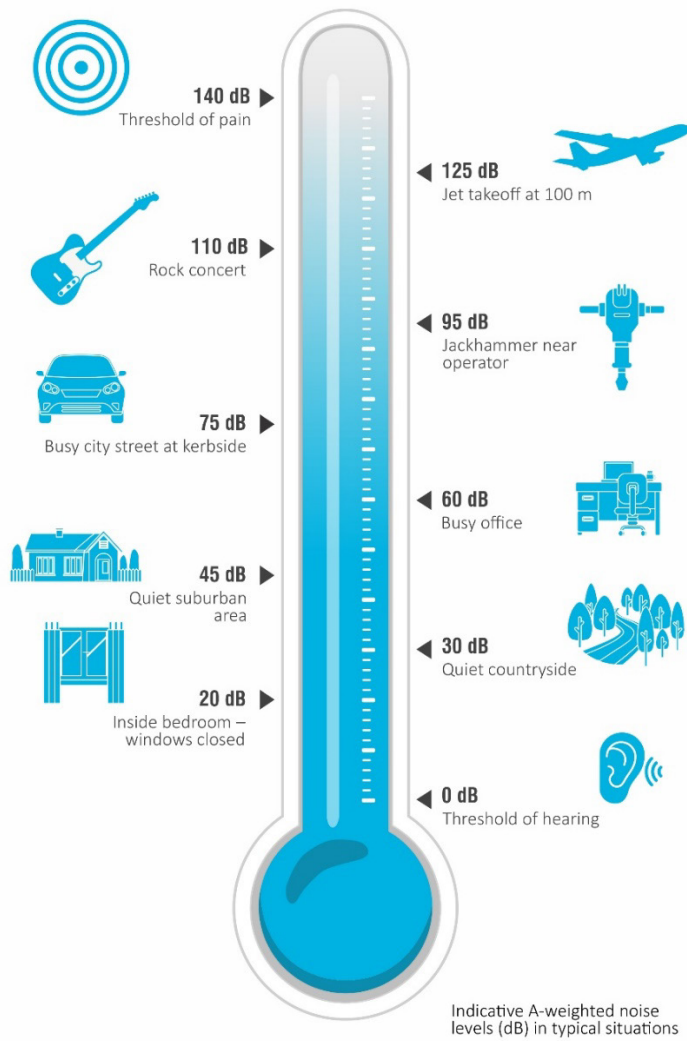 140 dB
Threshold of pain
125 dB
Jet takeoff at 100 m
110 dB
Rock concert
95 dB
Jackhammer near
operator
75 dB
Busy city street at kerbside
60 dB
Busy office
45 dB
Quiet suburban
area
30 dB
Quiet countryside
20 dB
Inside bedroom –
windows closed
0 dB
Threshold of hearing
Indicative A-weighted noise
levels (dB) in typical situations